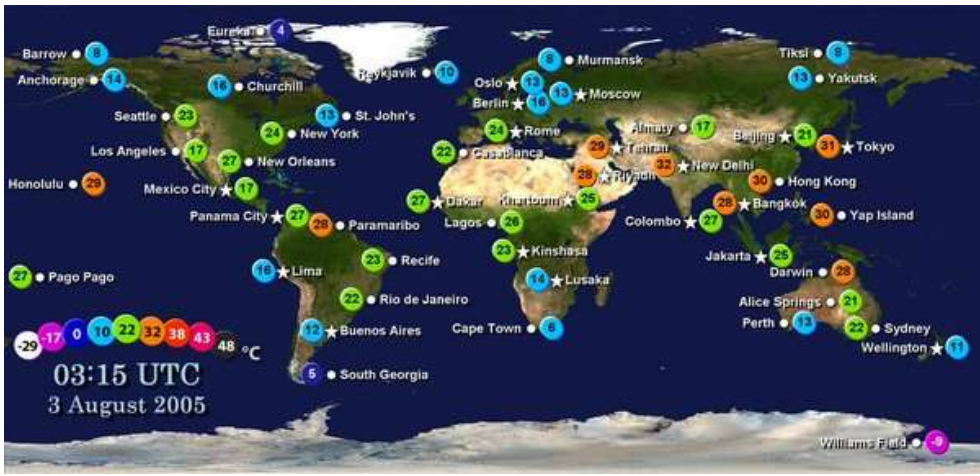 Eureka 4
Barrow 8
Anchorage 14
16 Churchill
Reykjavik 10
8 Murmansk
Tiksi 8
13 Yakutsk
Oslo 13
Berlin 16
13 Moscow
Seattle 23
13 St. John's
24 New York
24 Rome
Almaty 17
Beijing 21
31 Tokyo
Los Angeles 17
27 New Orleans
22 Casablanca
29 Tehran
32 New Delhi
Honolulu 29
Mexico City 17
28 Riyadh
30 Hong Kong
27 Dakar
Khartoum 25
28 Bangkok
Panama City 27
28 Paramaribo
Lagos 26
Colombo 27
30 Yap Island
23 Recife
23 Kinshasa
Jakarta 25
27 Pago Pago
16 Lima
14 Lusaka
Darwin 28
22 Rio de Janeiro
Alice Springs 21
12 Buenos Aires
Cape Town 6
Perth 13
22 Sydney
Wellington 11
-29 -17 0 10 22 32 38 43 48 °C
03:15 UTC
3 August 2005
5 South Georgia
Williams Field -9